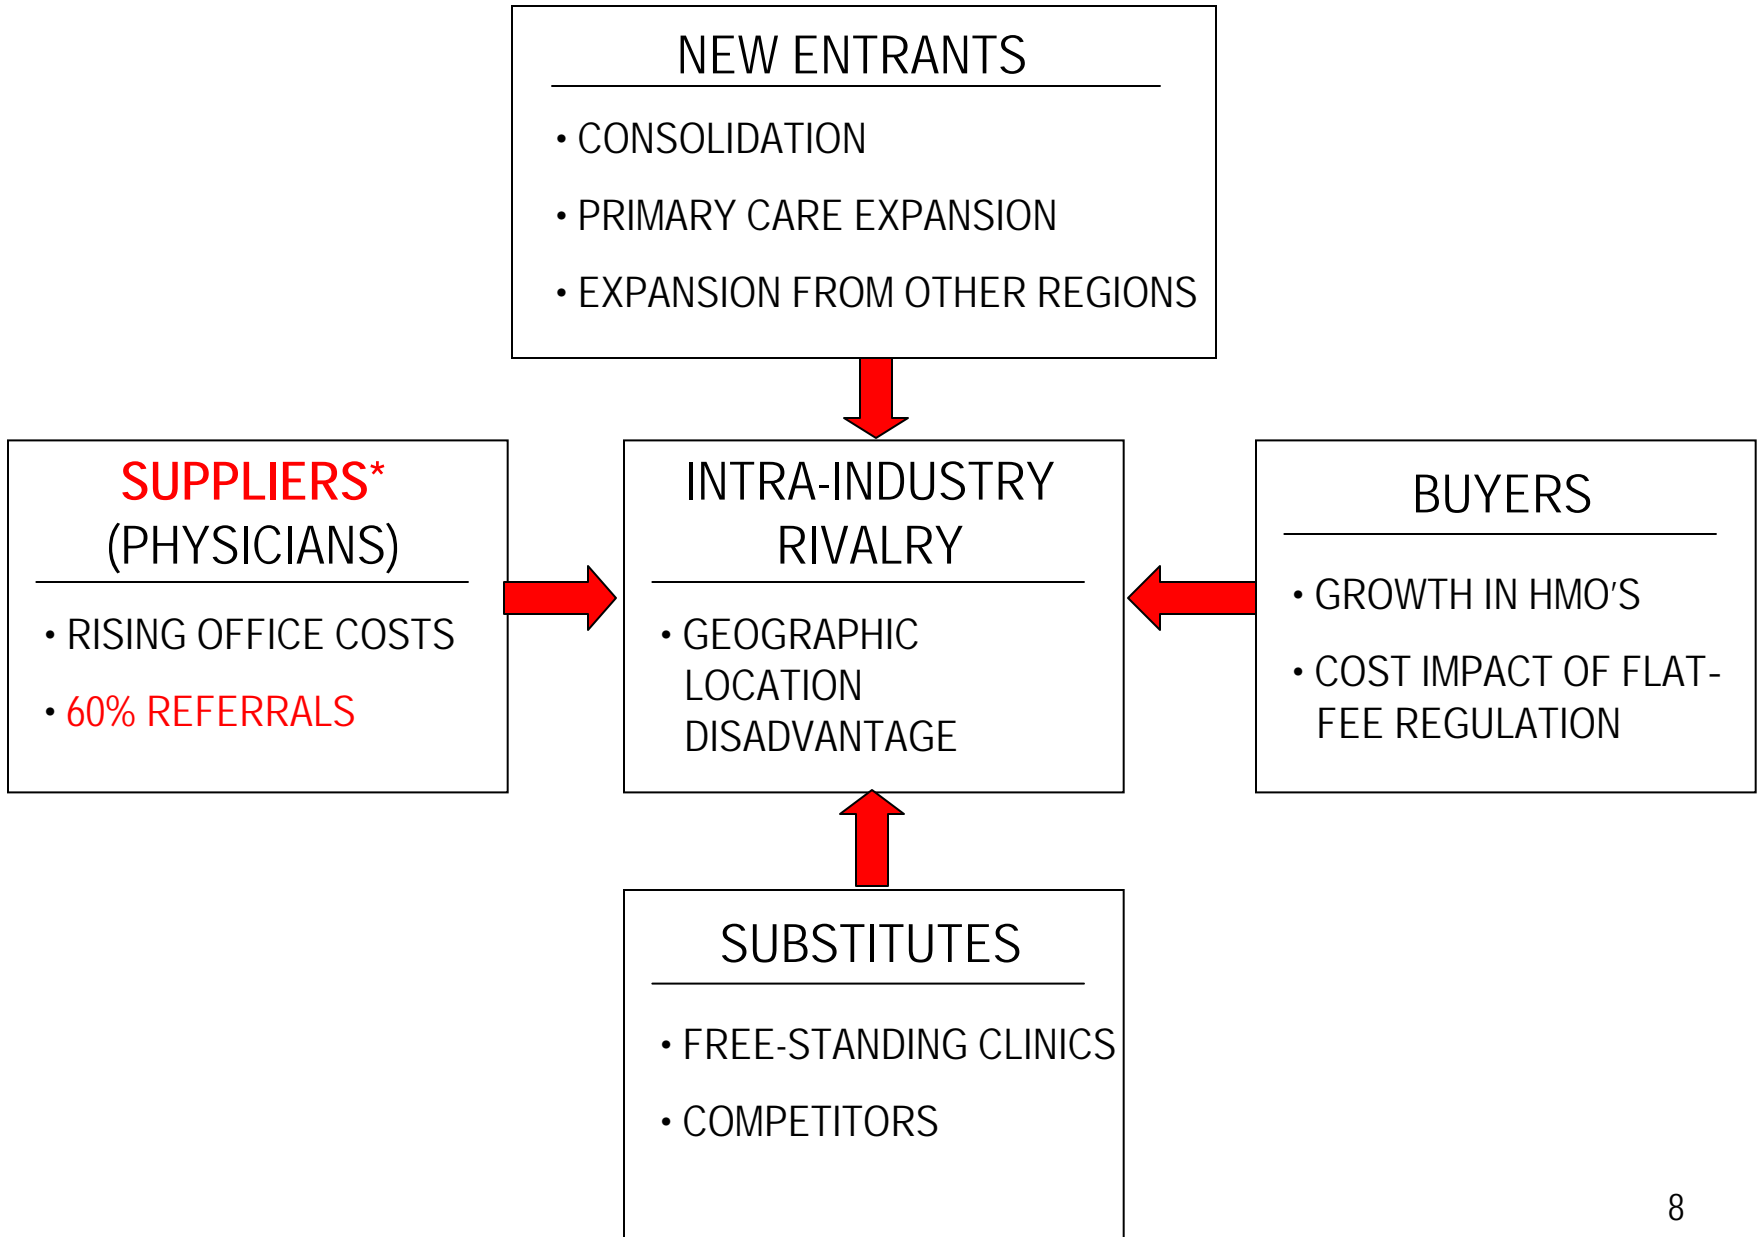 NEW ENTRANTS
• CONSOLIDATION
• PRIMARY CARE EXPANSION
• EXPANSION FROM OTHER REGIONS
SUPPLIERS*
(PHYSICIANS)
• RISING OFFICE COSTS
• 60% REFERRALS
INTRA-INDUSTRY
RIVALRY
• GEOGRAPHIC
LOCATION
DISADVANTAGE
BUYERS
• GROWTH IN HMO'S
• COST IMPACT OF FLAT-
FEE REGULATION
SUBSTITUTES
• FREE-STANDING CLINICS
• COMPETITORS
8